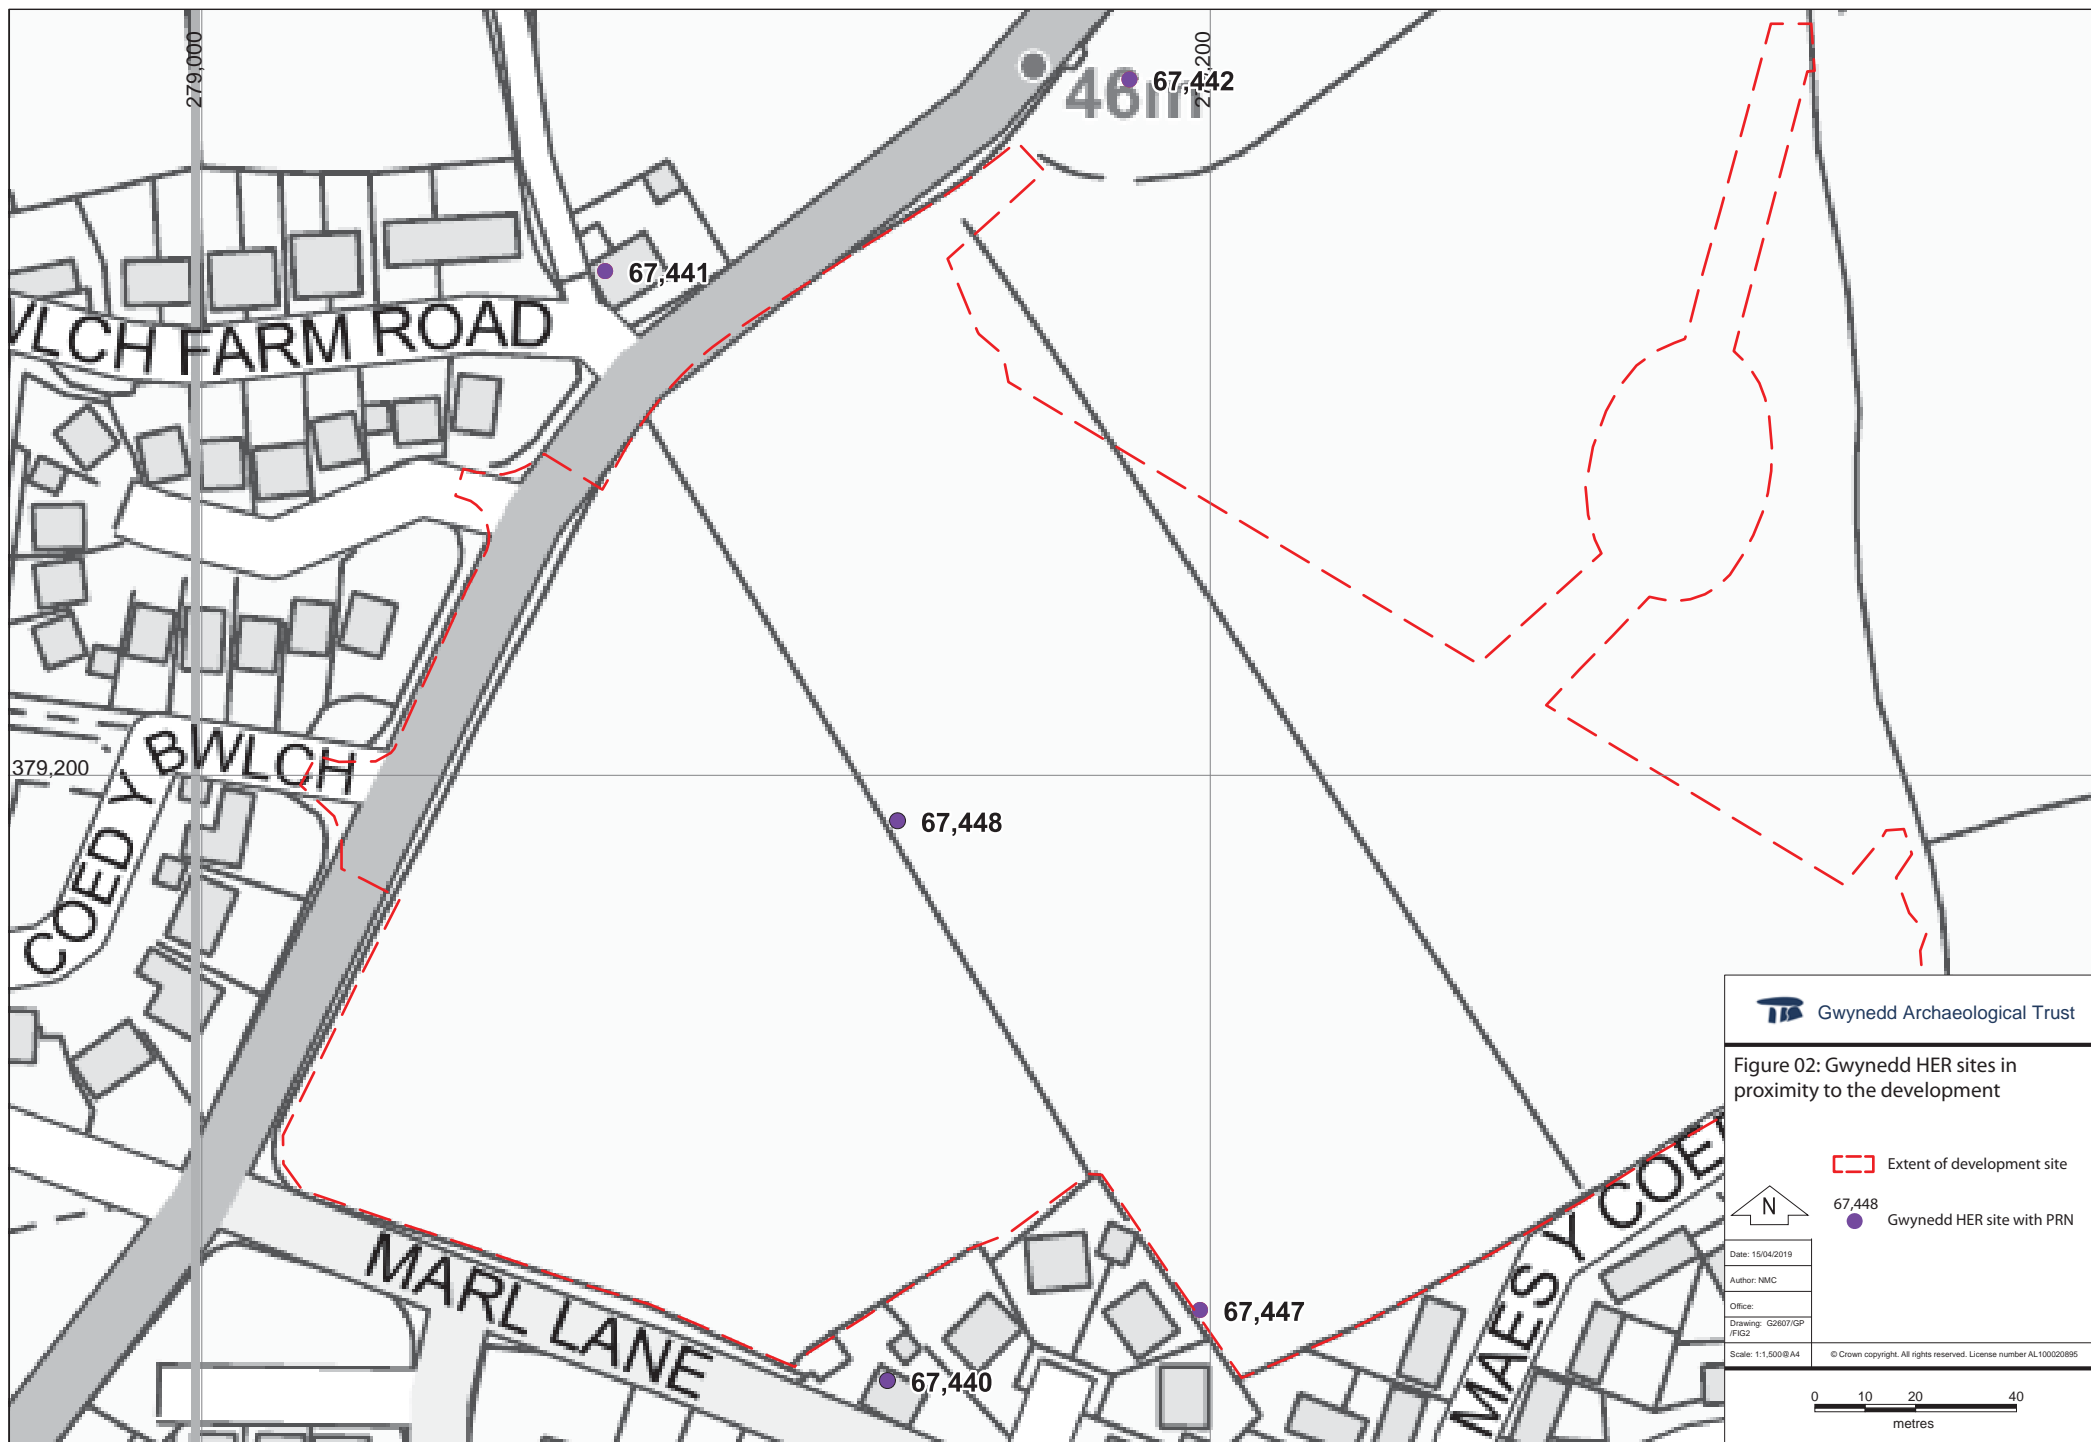 279,000
279,200
46m
67,442
67,441
WLCH FARM ROAD
379,200
COED Y BWLCH
67,448
MARL LANE
67,447
67,440
MAES Y COED
Gwynedd Archaeological Trust
Figure 02: Gwynedd HER sites in
proximity to the development
Extent of development site
N
67,448
Gwynedd HER site with PRN
Date: 15/04/2019
Author: NMC
Office:
Drawing: G2607/GP
/FIG2
Scale: 1:1,500@A4
© Crown copyright. All rights reserved. License number AL100020895
0 10 20 40
metres